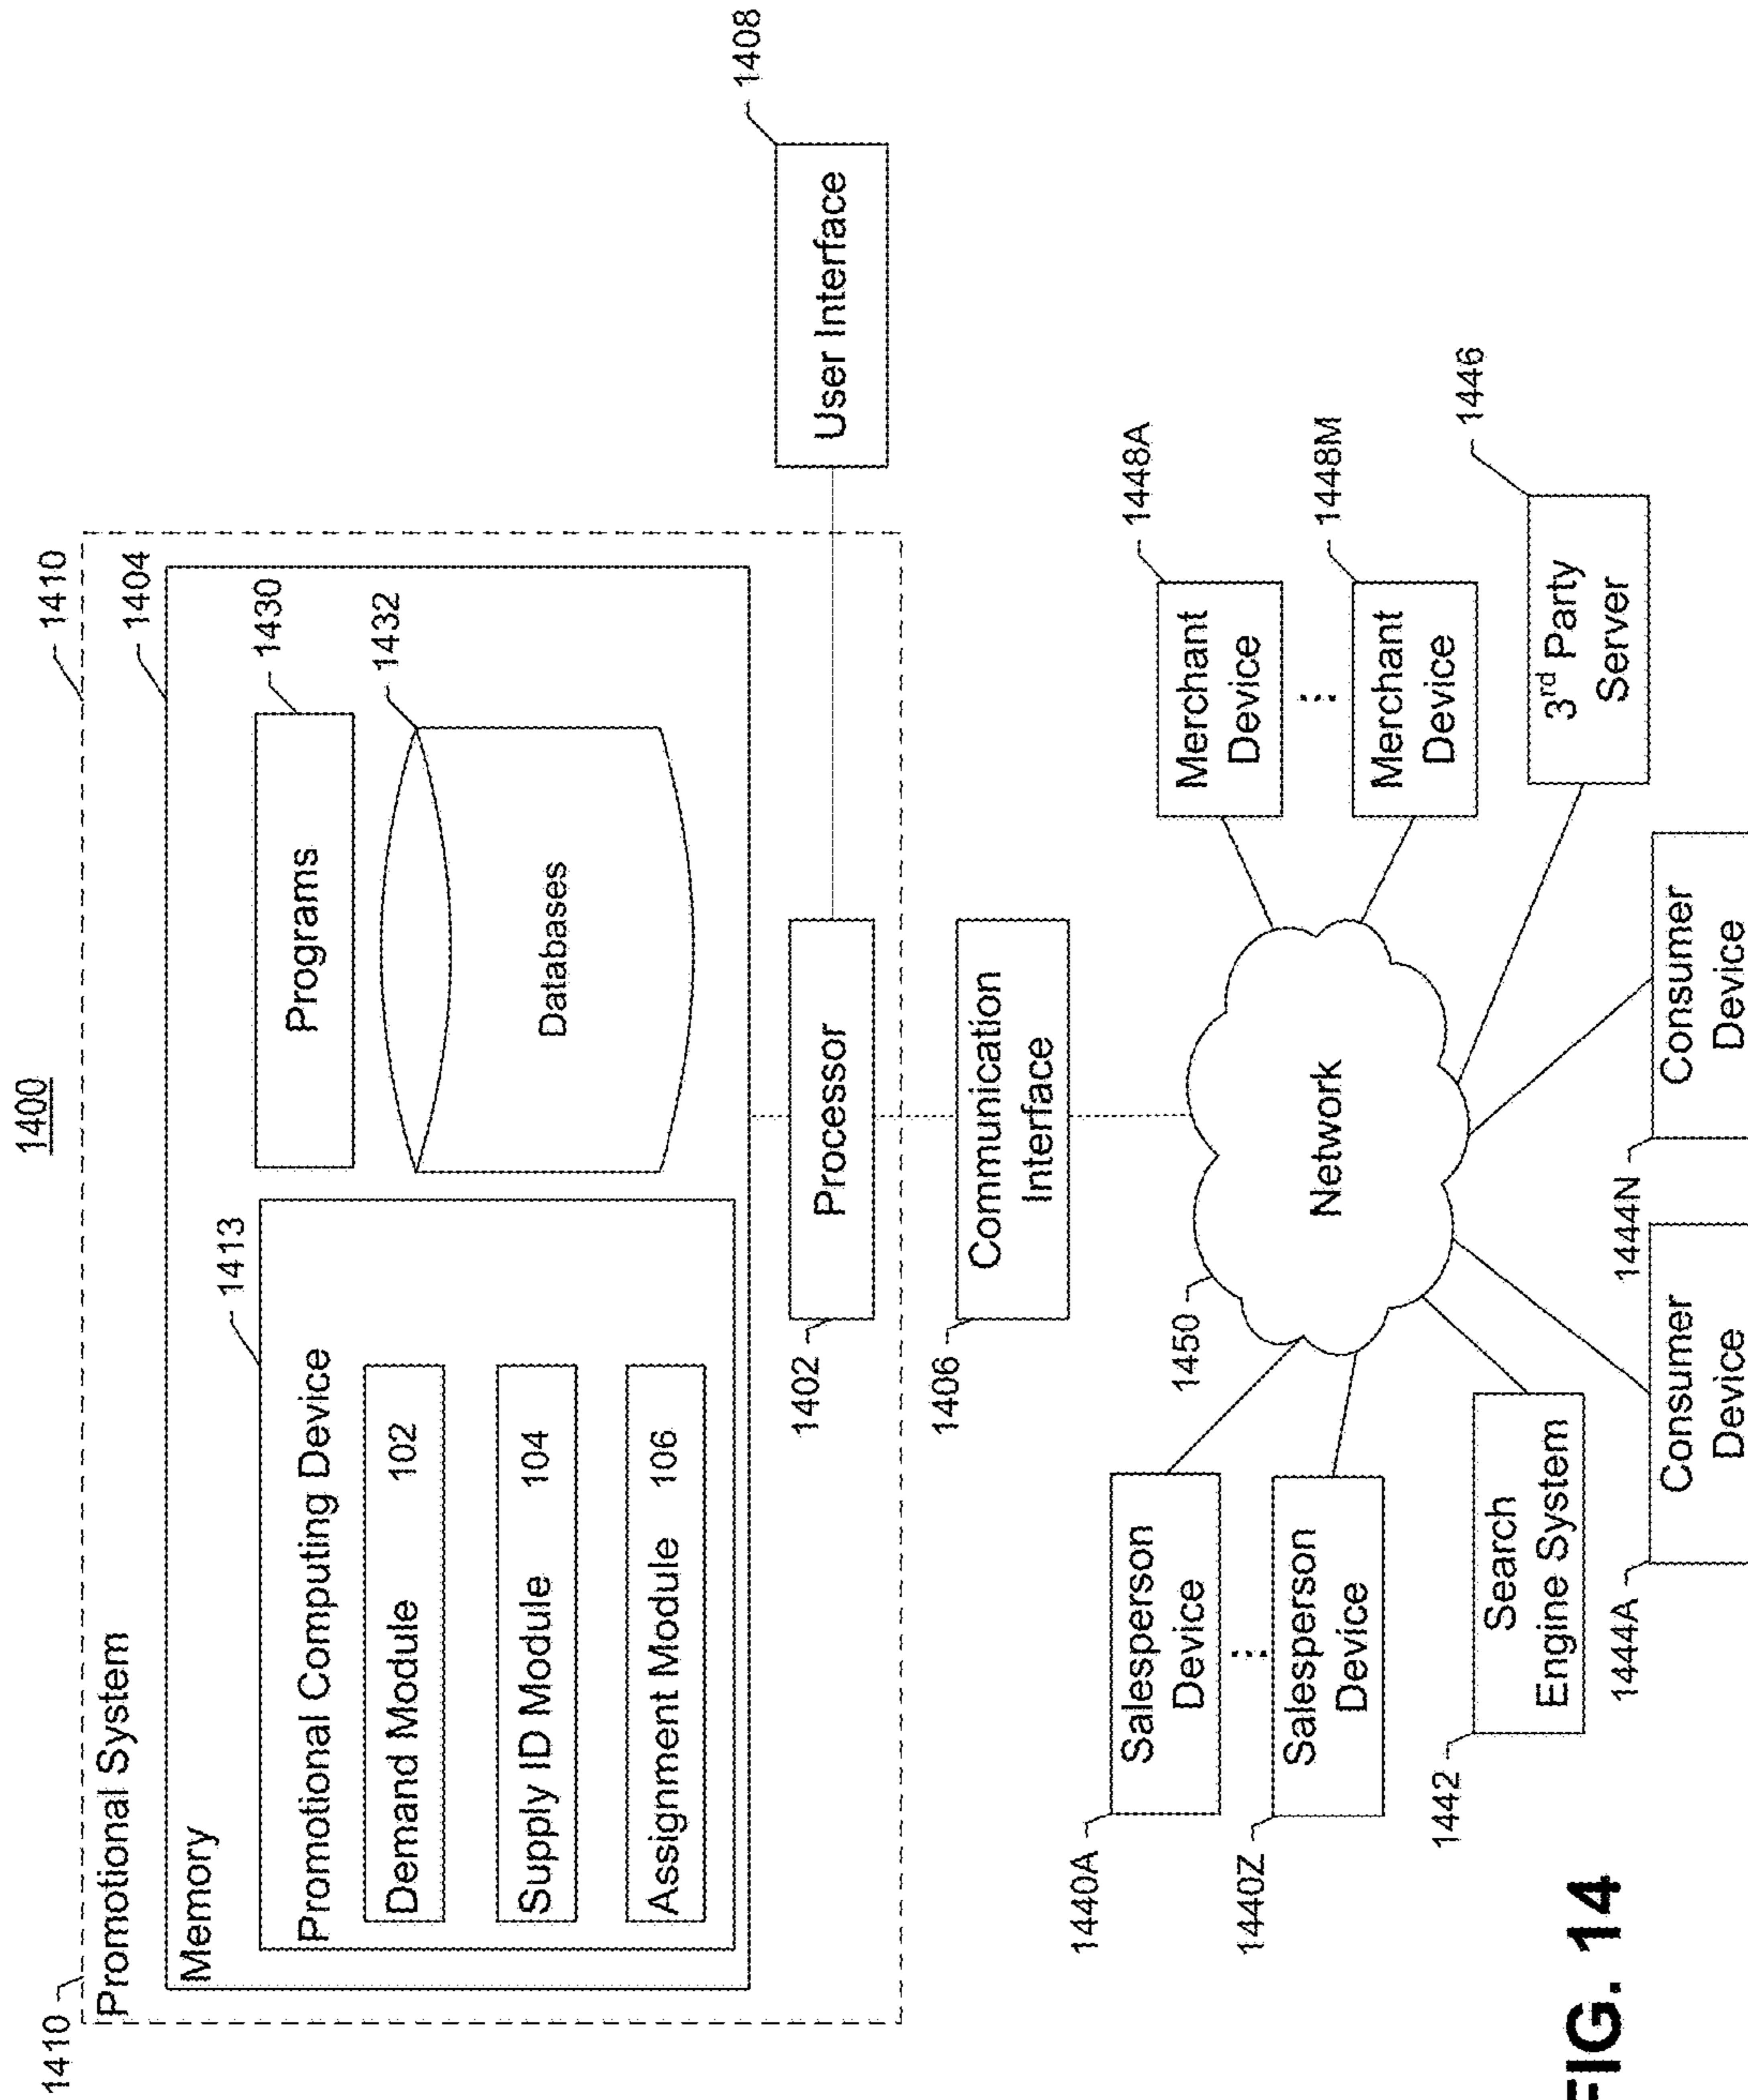 1400
1410
1410
Promotional System
1404
Memory
1413
Promotional Computing Device
Demand Module 102
Supply ID Module 104
Assignment Module 106
1430
Programs
1432
Databases
1402
Processor
1408
User Interface
1406
Communication
Interface
1450
Network
1440A
Salesperson
Device
⋮
1440Z
Salesperson
Device
1442
Search
Engine System
1444A
Consumer
Device
1444N
Consumer
Device
1448A
Merchant
Device
⋮
1448M
Merchant
Device
1446
3rd Party
Server
FIG. 14